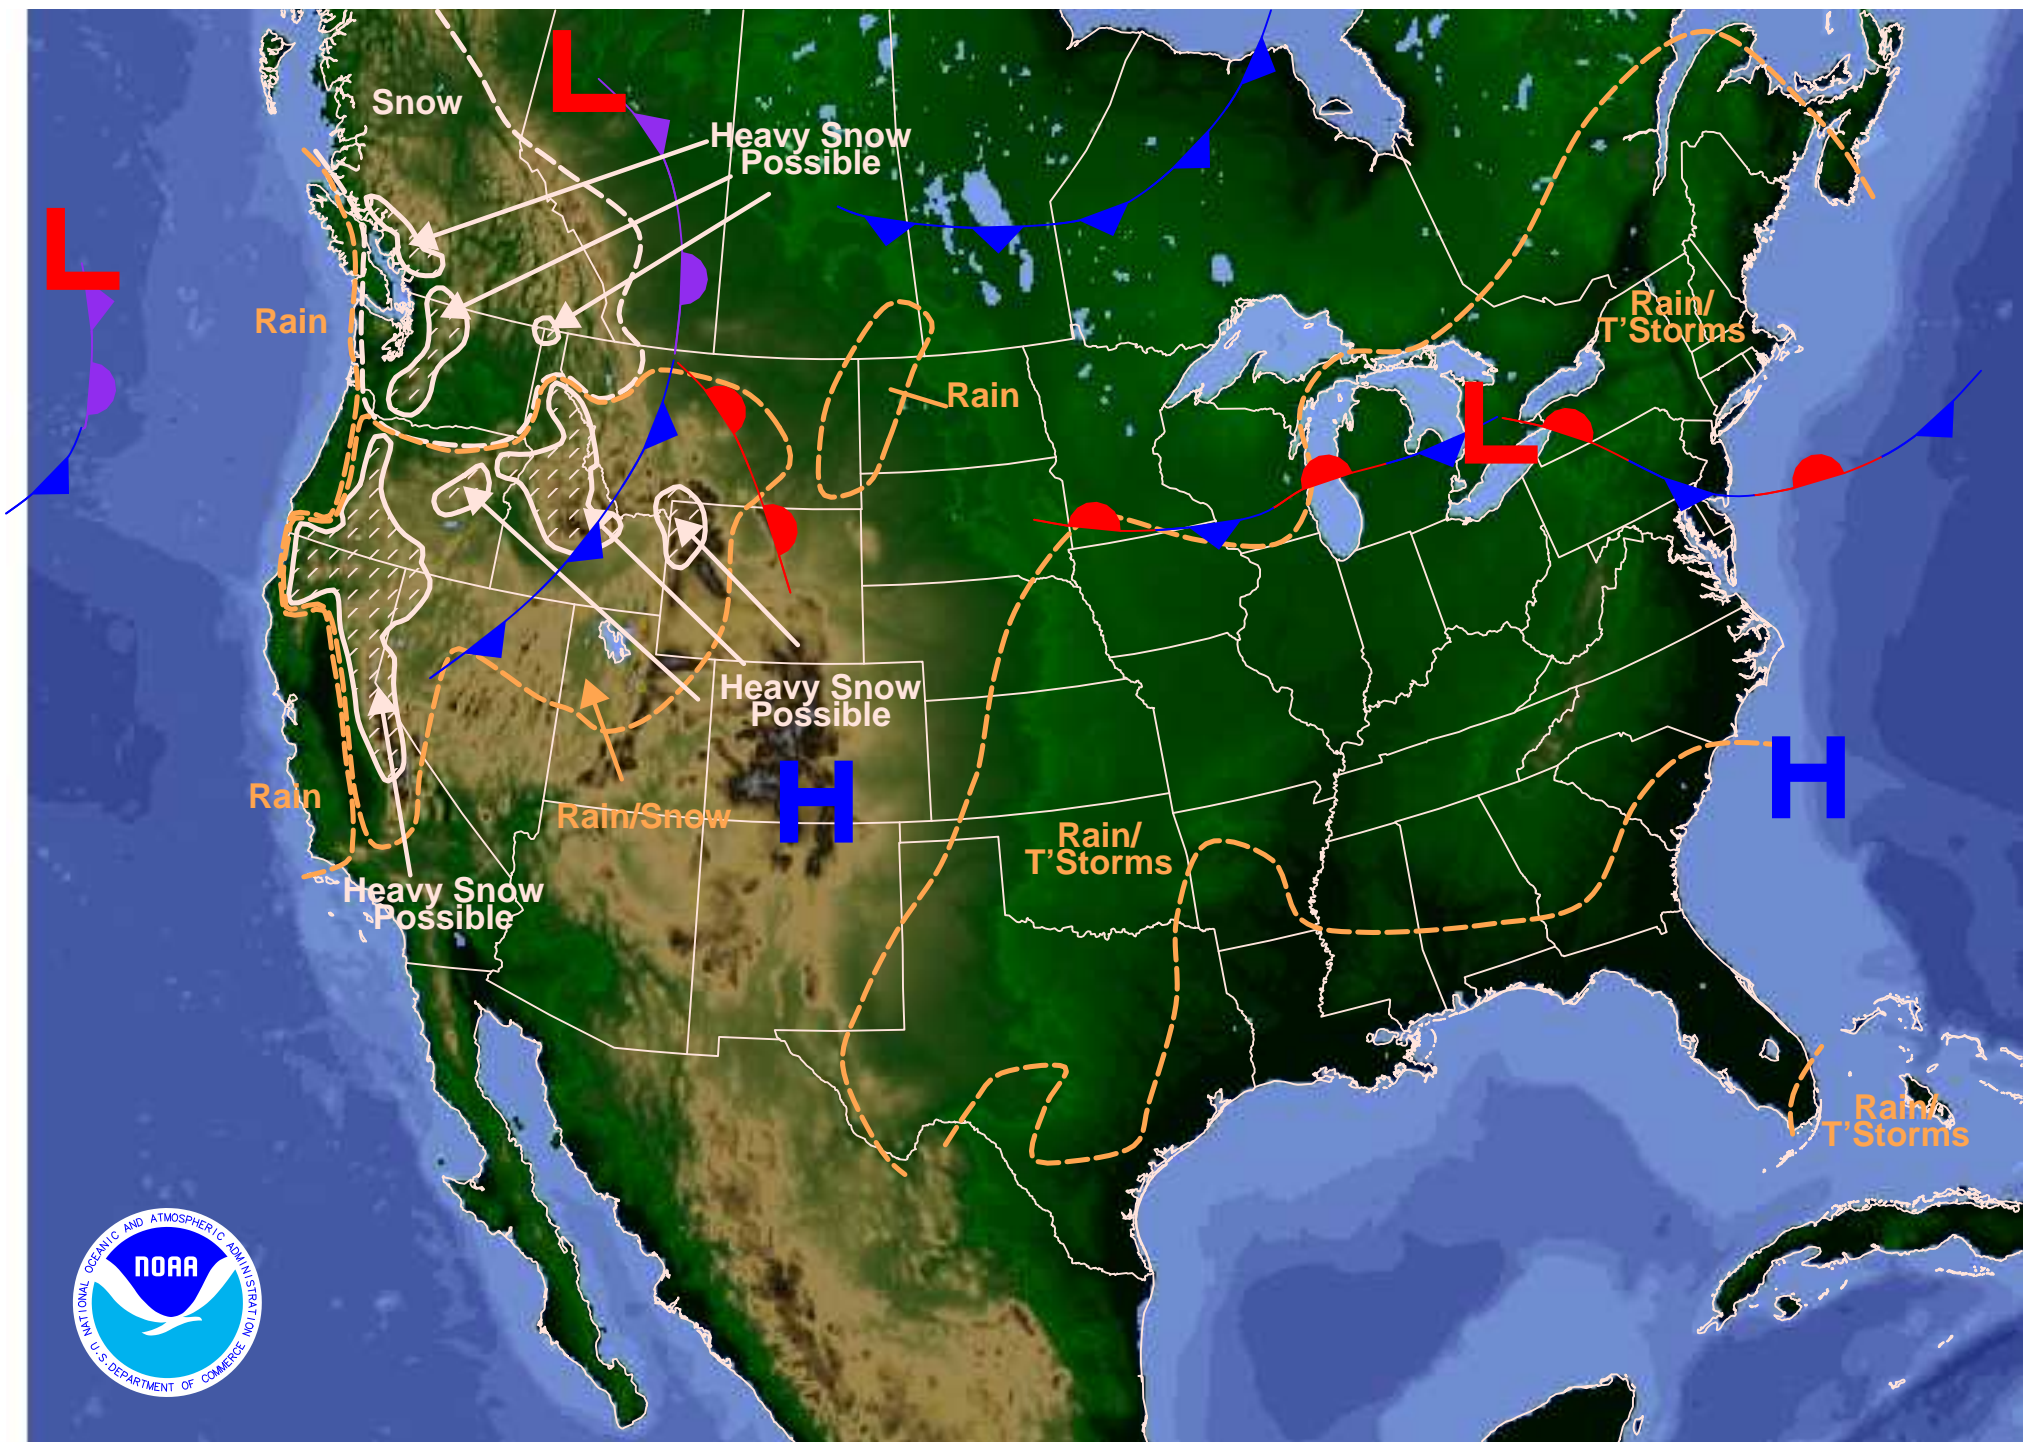 L
Snow
Heavy Snow
Possible
L
Rain
Rain/
T'Storms
Rain
L
Heavy Snow
Possible
H
H
Rain
Rain/Snow
Rain/
T'Storms
Heavy Snow
Possible
Rain/
T'Storms
NATIONAL OCEANIC AND ATMOSPHERIC ADMINISTRATION
NOAA
U.S. DEPARTMENT OF COMMERCE